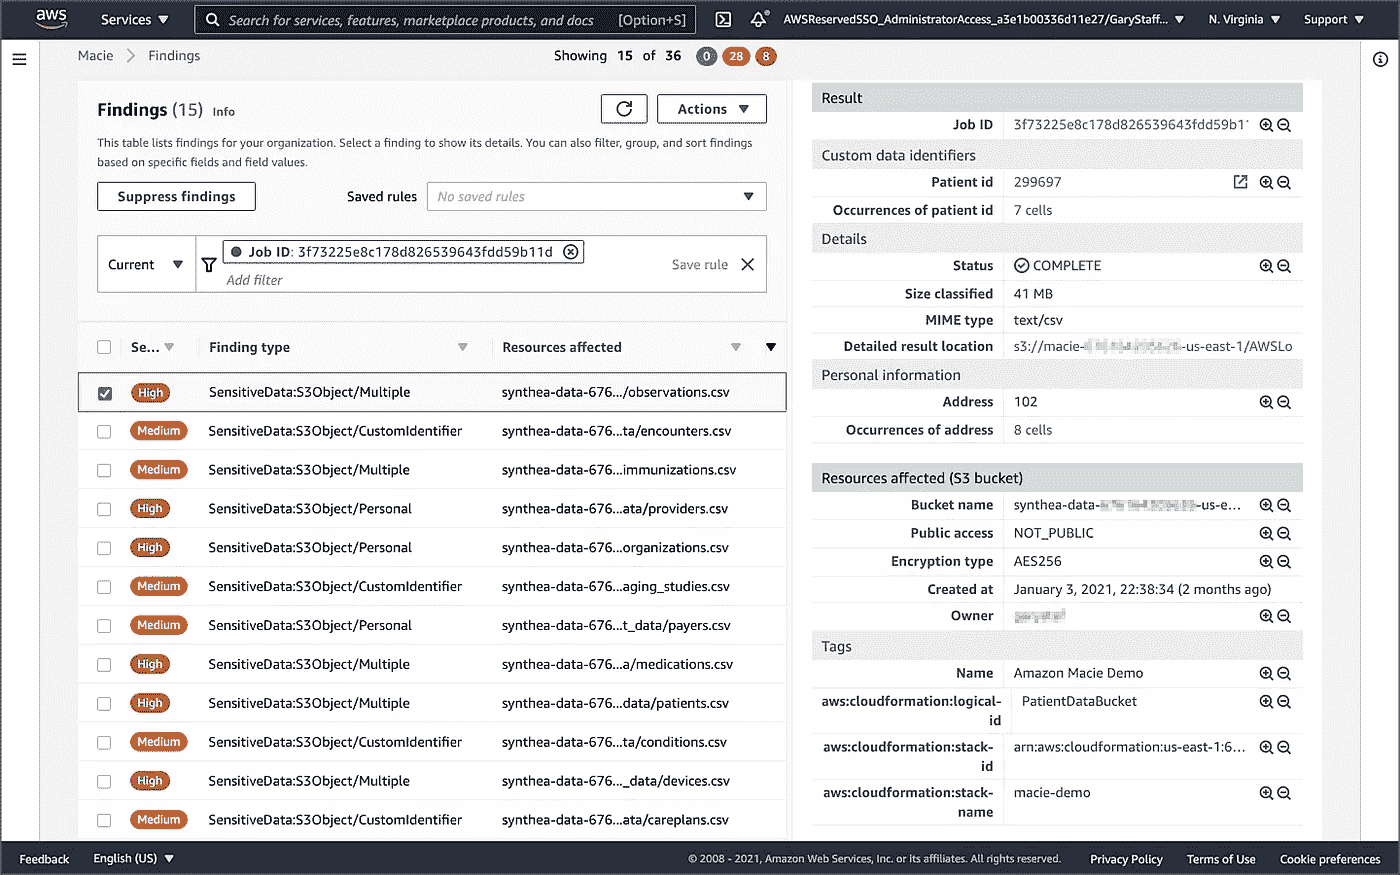 aws
Services
Search for services, features, marketplace products, and docs [Option+S]
AWSReservedSSO_AdministratorAccess_a3e1b00336d11e27/GaryStaff...
N. Virginia
Support
Macie
Findings
Showing 15 of 36 0 28 8
Findings (15) Info
Actions
This table lists findings for your organization. Select a finding to show its details. You can also filter, group, and sort findings
based on specific fields and field values.
Suppress findings
Saved rules
No saved rules
Current
Job ID: 3f73225e8c178d826539643fdd59b11d
Add filter
Save rule
Se... Finding type Resources affected
High SensitiveData:S3Object/Multiple synthea-data-676.../observations.csv
Medium SensitiveData:S3Object/CustomIdentifier synthea-data-676...ta/encounters.csv
Medium SensitiveData:S3Object/Multiple synthea-data-676...immunizations.csv
High SensitiveData:S3Object/Personal synthea-data-676...ata/providers.csv
High SensitiveData:S3Object/Personal synthea-data-676...organizations.csv
Medium SensitiveData:S3Object/CustomIdentifier synthea-data-676...aging_studies.csv
Medium SensitiveData:S3Object/Personal synthea-data-676...t_data/payers.csv
High SensitiveData:S3Object/Multiple synthea-data-676...a/medications.csv
High SensitiveData:S3Object/Multiple synthea-data-676...data/patients.csv
Medium SensitiveData:S3Object/CustomIdentifier synthea-data-676...ta/conditions.csv
High SensitiveData:S3Object/Multiple synthea-data-676..._data/devices.csv
Medium SensitiveData:S3Object/CustomIdentifier synthea-data-676...ata/careplans.csv
Result
Job ID 3f73225e8c178d826539643fdd59b1
Custom data identifiers
Patient id 299697
Occurrences of patient id 7 cells
Details
Status COMPLETE
Size classified 41 MB
MIME type text/csv
Detailed result location s3://macie- -us-east-1/AWSLo
Personal information
Address 102
Occurrences of address 8 cells
Resources affected (S3 bucket)
Bucket name synthea-data- -us-e...
Public access NOT_PUBLIC
Encryption type AES256
Created at January 3, 2021, 22:38:34 (2 months ago)
Owner
Tags
Name Amazon Macie Demo
aws:cloudformation:logical- PatientDataBucket
id
aws:cloudformation:stack- arn:aws:cloudformation:us-east-1:6...
id
aws:cloudformation:stack- macie-demo
name
Feedback
English (US)
© 2008 - 2021, Amazon Web Services, Inc. or its affiliates. All rights reserved.
Privacy Policy
Terms of Use
Cookie preferences